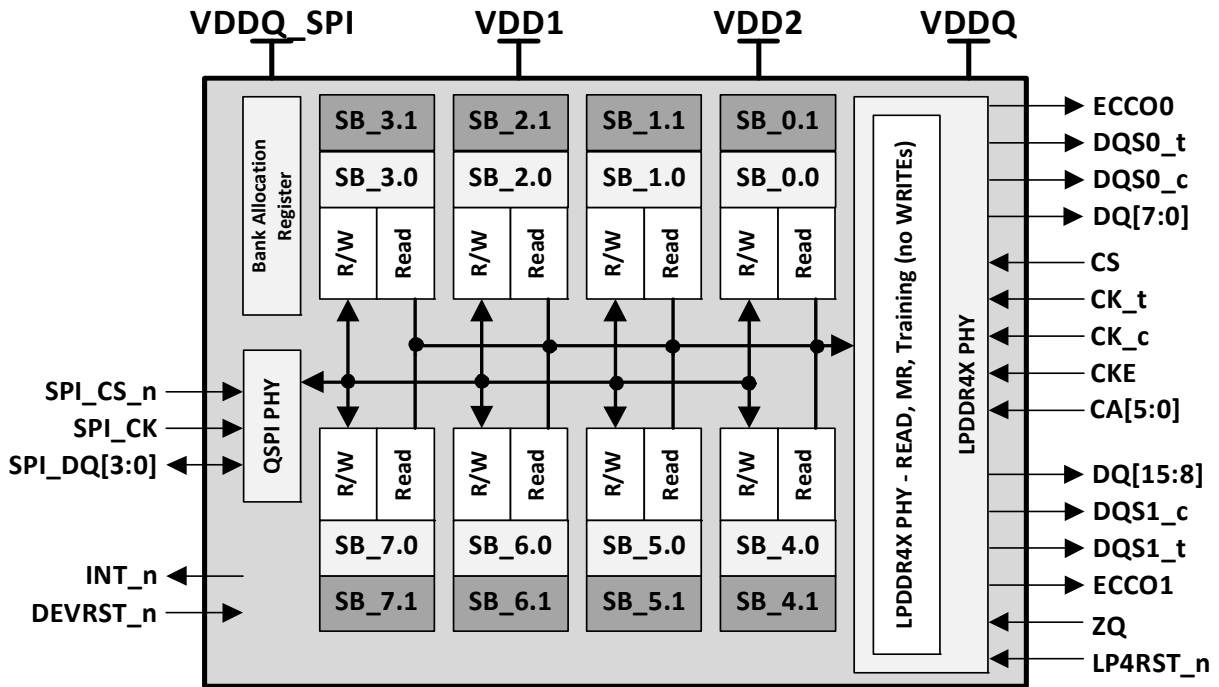 VDDQ_SPI VDD1 VDD2 VDDQ
Bank Allocation
Register
SB_3.1 SB_2.1 SB_1.1 SB_0.1
SB_3.0 SB_2.0 SB_1.0 SB_0.0
R/W Read R/W Read R/W Read R/W Read
LPDDR4X PHY - READ, MR, Training (no WRITEs)
LPDDR4X PHY
ECCO0
DQS0_t
DQS0_c
DQ[7:0]
CS
CK_t
CK_c
CKE
CA[5:0]
DQ[15:8]
DQS1_c
DQS1_t
ECCO1
ZQ
LP4RST_n
SPI_CS_n
SPI_CK
SPI_DQ[3:0]
QSPI PHY
R/W Read R/W Read R/W Read R/W Read
SB_7.0 SB_6.0 SB_5.0 SB_4.0
SB_7.1 SB_6.1 SB_5.1 SB_4.1
INT_n
DEVRST_n